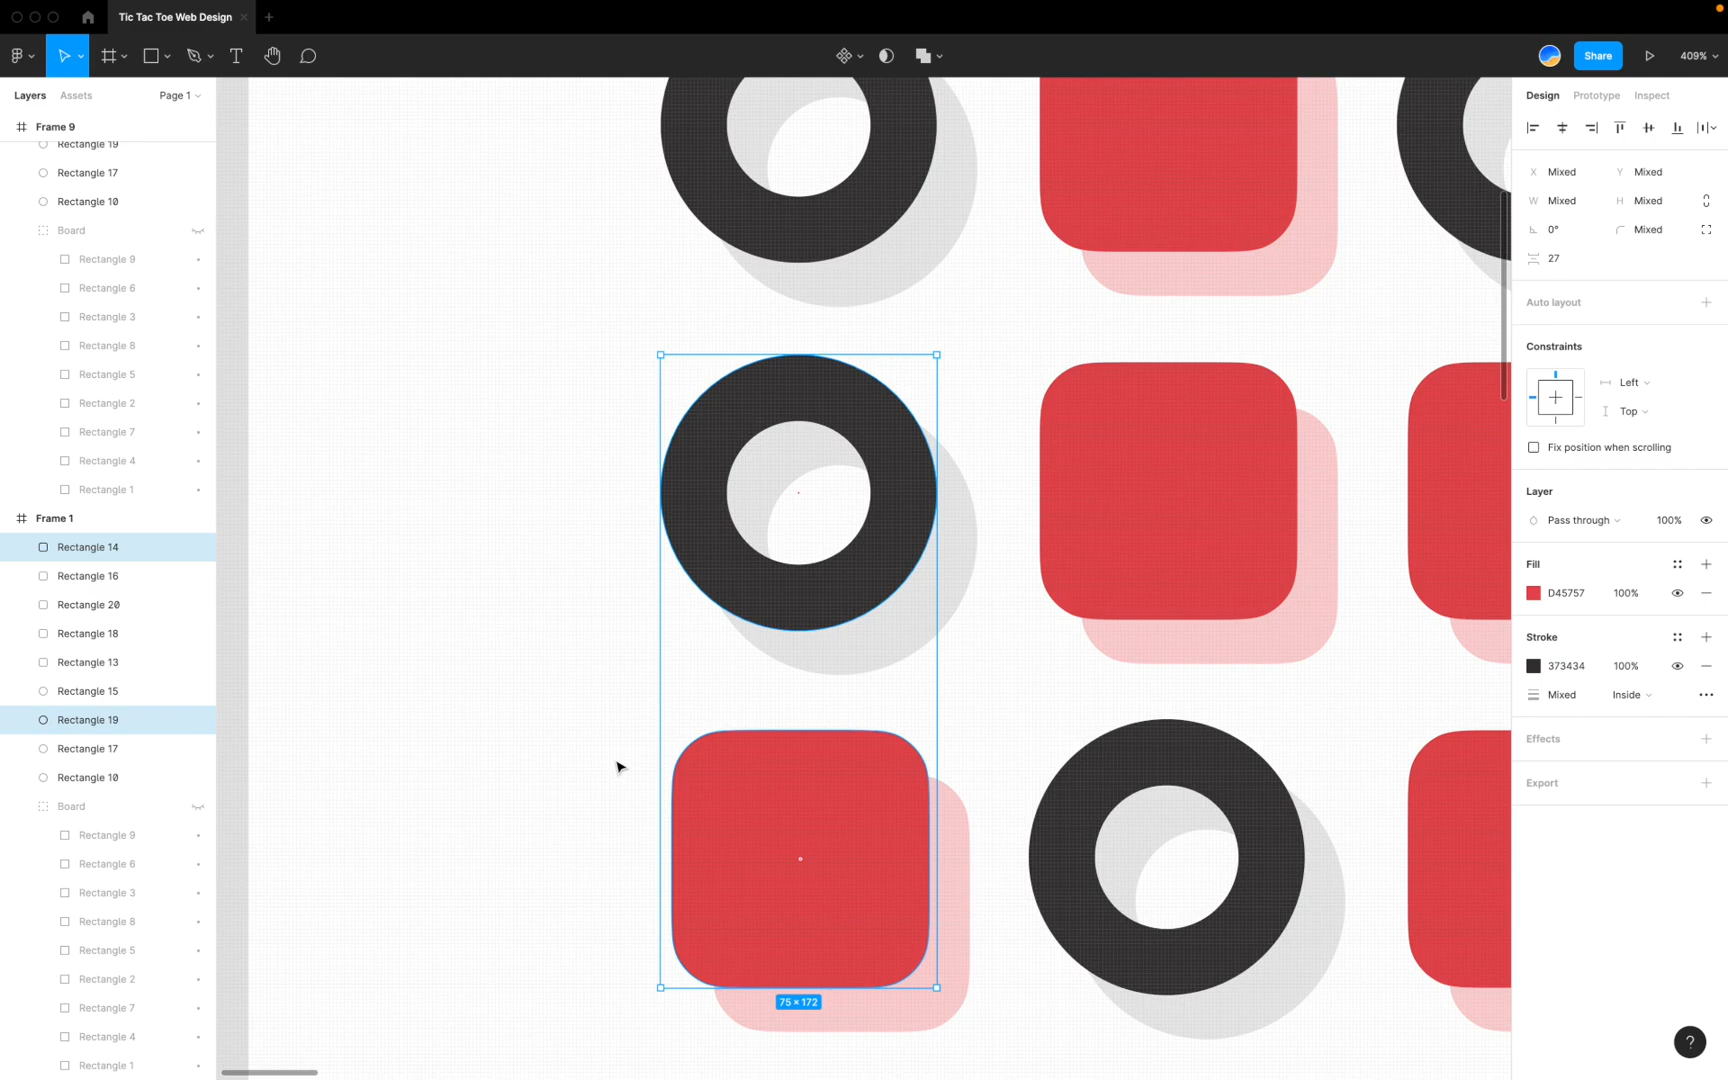 Tic Tac Toe Web Design
Share
409%
Layers
Assets
Page 1
Frame 9
Rectangle 19
Rectangle 17
Rectangle 10
Board
Rectangle 9
Rectangle 6
Rectangle 3
Rectangle 8
Rectangle 5
Rectangle 2
Rectangle 7
Rectangle 4
Rectangle 1
Frame 1
Rectangle 14
Rectangle 16
Rectangle 20
Rectangle 18
Rectangle 13
Rectangle 15
Rectangle 19
Rectangle 17
Rectangle 10
Board
Rectangle 9
Rectangle 6
Rectangle 3
Rectangle 8
Rectangle 5
Rectangle 2
Rectangle 7
Rectangle 4
Rectangle 1
75 × 172
Design Prototype Inspect
X Mixed Y Mixed
W Mixed H Mixed
0° Mixed
27
Auto layout
Constraints
Left
Top
Fix position when scrolling
Layer
Pass through 100%
Fill
D45757 100%
Stroke
373434 100%
Mixed Inside
Effects
Export
?